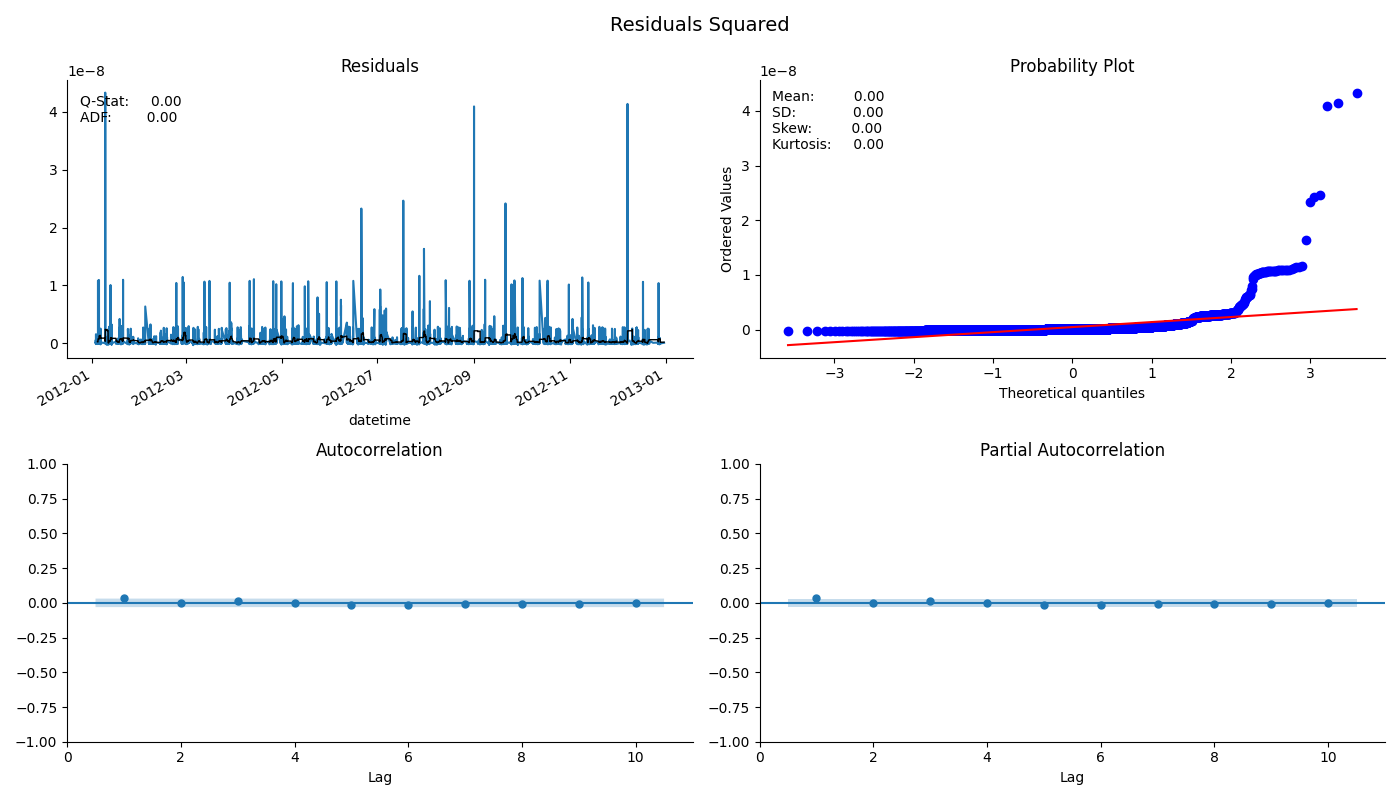 Residuals Squared
Residuals
1e−8
Q-Stat: 0.00
ADF: 0.00
4
3
2
1
0
2012-01
2012-03
2012-05
2012-07
2012-09
2012-11
2013-01
datetime
Probability Plot
1e−8
Mean: 0.00
SD: 0.00
Skew: 0.00
Kurtosis: 0.00
Ordered Values
4
3
2
1
0
−3 −2 −1 0 1 2 3
Theoretical quantiles
Autocorrelation
1.00
0.75
0.50
0.25
0.00
−0.25
−0.50
−0.75
−1.00
0 2 4 6 8 10
Lag
Partial Autocorrelation
1.00
0.75
0.50
0.25
0.00
−0.25
−0.50
−0.75
−1.00
0 2 4 6 8 10
Lag